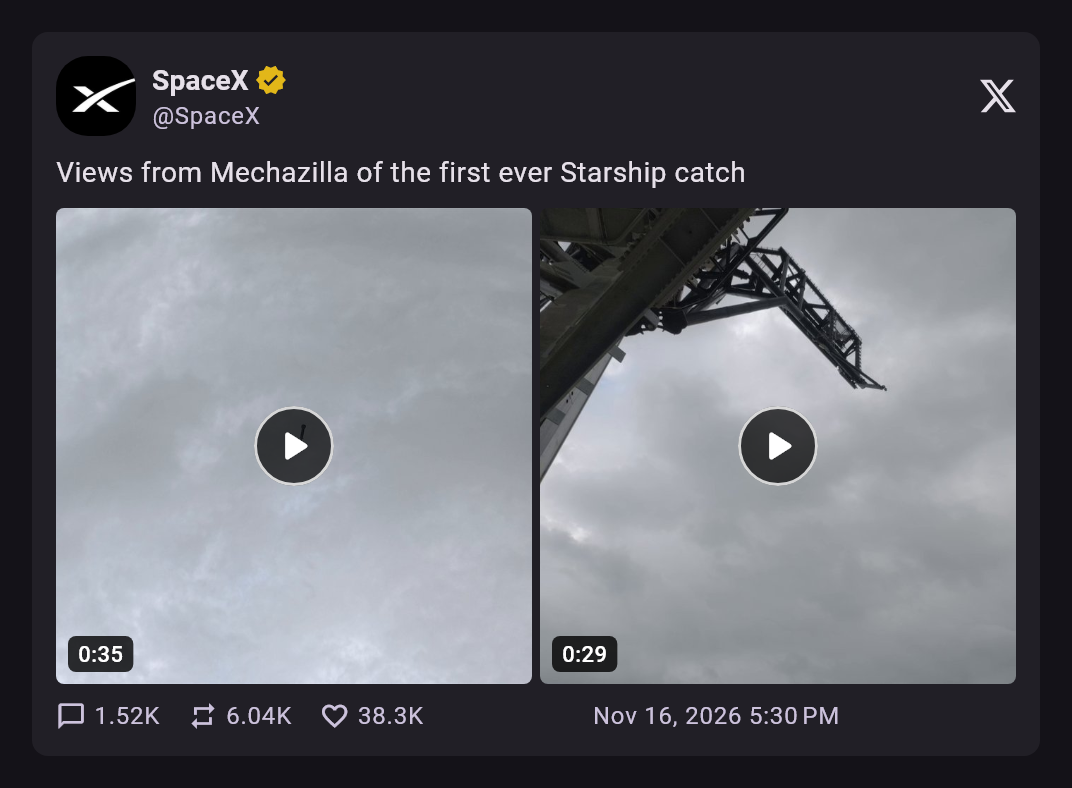 SpaceX
@SpaceX
Views from Mechazilla of the first ever Starship catch
0:35
0:29
1.52K 6.04K 38.3K Nov 16, 2026 5:30 PM